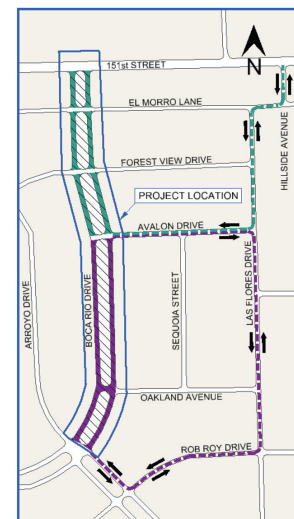 151st STREET
N
EL MORRO LANE
HILLSIDE AVENUE
FOREST VIEW DRIVE
PROJECT LOCATION
AVALON DRIVE
ARROYO DRIVE
BOCA RIO DRIVE
SEQUOIA STREET
LAS FLORES DRIVE
OAKLAND AVENUE
ROB ROY DRIVE